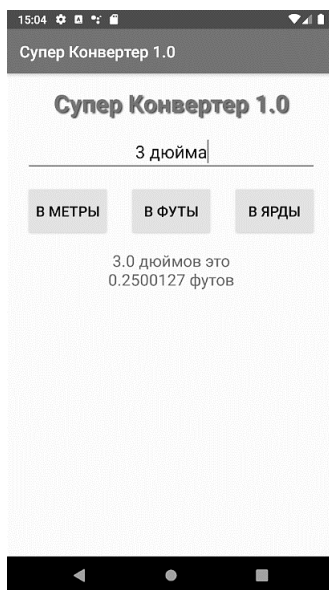 15:04
Супер Конвертер 1.0
Супер Конвертер 1.0
3 дюйма
В МЕТРЫ В ФУТЫ В ЯРДЫ
3.0 дюймов это
0.2500127 футов